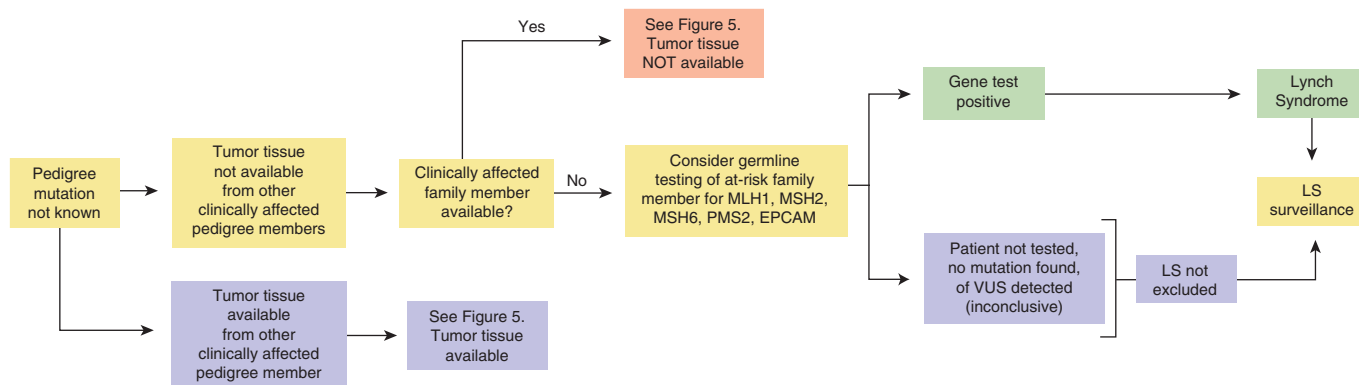 Pedigree
mutation
not known
Tumor tissue
not available
from other
clinically affected
pedigree members
Clinically affected
family member
available?
Yes
See Figure 5.
Tumor tissue
NOT available
No
Consider germline
testing of at-risk family
member for MLH1, MSH2,
MSH6, PMS2, EPCAM
Gene test
positive
Lynch
Syndrome
LS
surveillance
Patient not tested,
no mutation found,
of VUS detected
(inconclusive)
LS not
excluded
Tumor tissue
available
from other
clinically affected
pedigree member
See Figure 5.
Tumor tissue
available